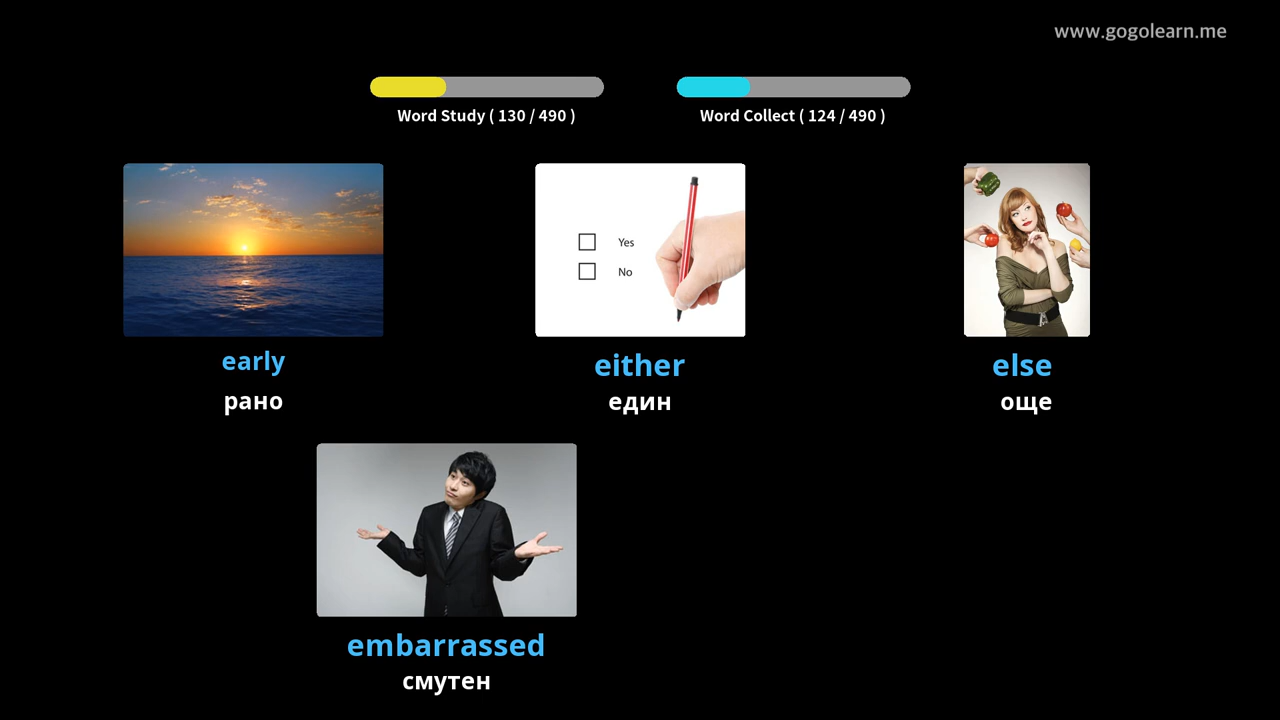 www.gogolearn.me
Word Study ( 130 / 490 )
Word Collect ( 124 / 490 )
Yes
No
early
рано
either
един
else
още
embarrassed
смутен